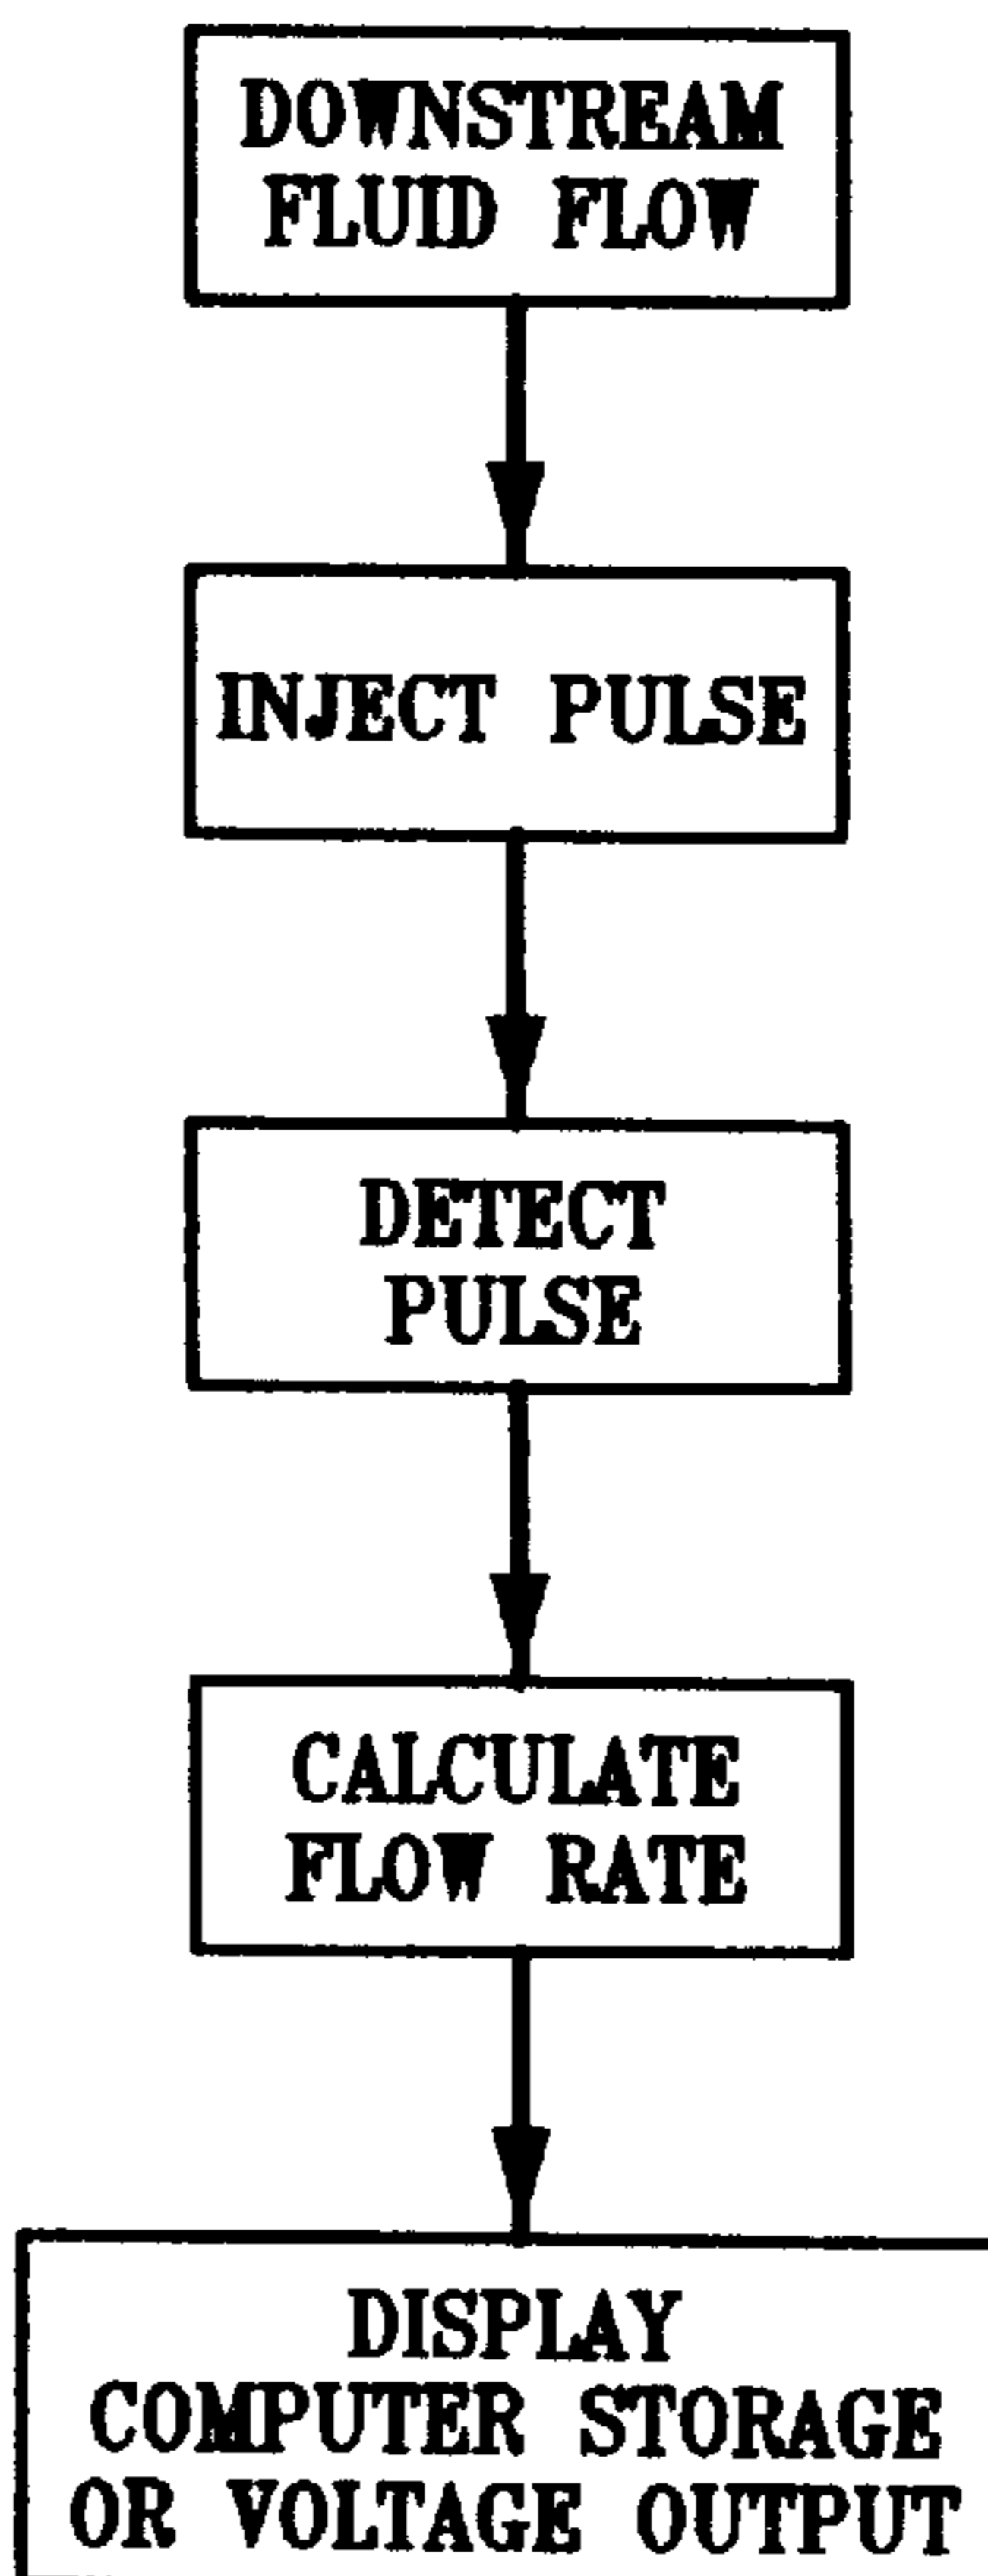 DOWNSTREAM
FLUID FLOW
INJECT PULSE
DETECT
PULSE
CALCULATE
FLOW RATE
DISPLAY
COMPUTER STORAGE
OR VOLTAGE OUTPUT